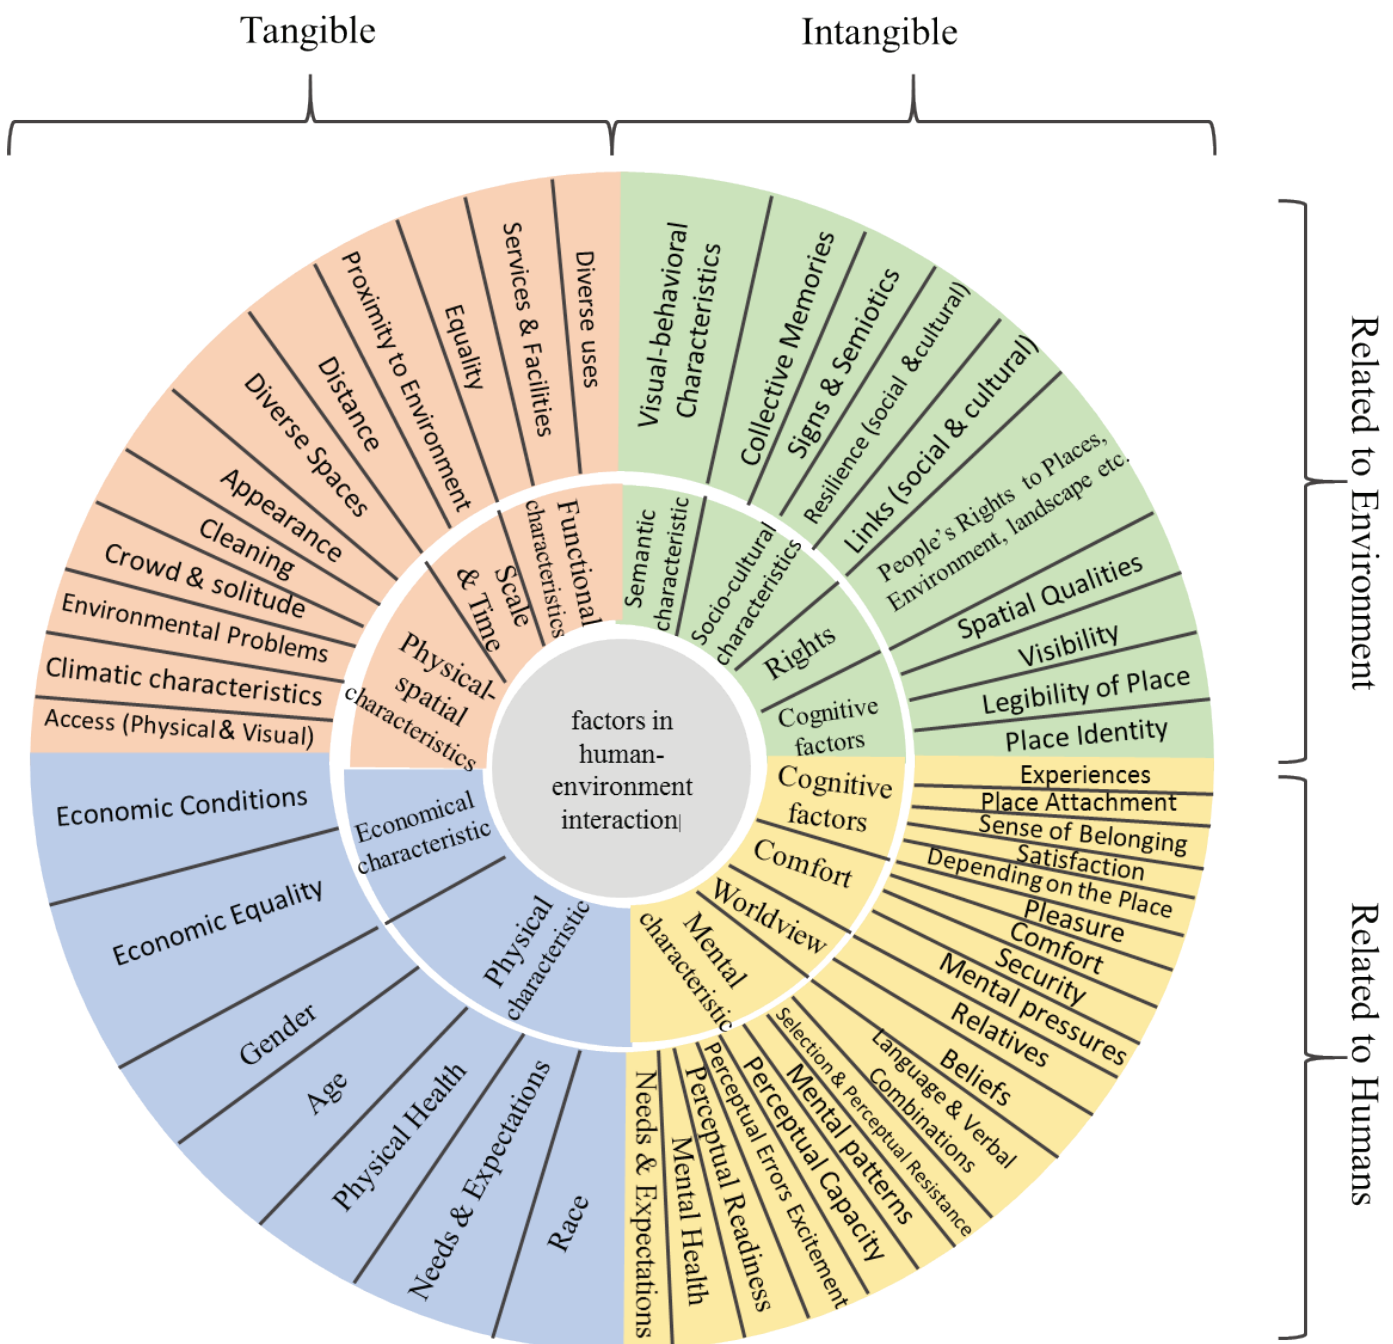 Tangible
Intangible
Related to Environment
Related to Humans
factors in
human-
environment
interaction
Functional
characteristics
Scale
& Time
Physical-
spatial
characteristics
Semantic
characteristic
Socio-cultural
characteristics
Rights
Cognitive
factors
Cognitive
factors
Comfort
Worldview
Mental
characteristic
Physical
characteristic
Economical
characteristic
Diverse uses
Services & Facilities
Equality
Proximity to Environment
Distance
Diverse Spaces
Appearance
Cleaning
Crowd & solitude
Environmental Problems
Climatic characteristics
Access (Physical & Visual)
Visual-behavioral
Characteristics
Collective Memories
Signs & Semiotics
Resilience (social &cultural)
Links (social & cultural)
People's Rights to Places,
Environment, landscape etc.
Spatial Qualities
Visibility
Legibility of Place
Place Identity
Experiences
Place Attachment
Sense of Belonging
Satisfaction
Depending on the Place
Pleasure
Comfort
Security
Mental pressures
Relatives
Beliefs
Language & Verbal
Combinations
Selection & Perceptual Resistance
Mental patterns
Perceptual Capacity
Perceptual Errors Excitement
Perceptual Readiness
Mental Health
Needs & Expectations
Race
Needs & Expectations
Physical Health
Age
Gender
Economic Equality
Economic Conditions